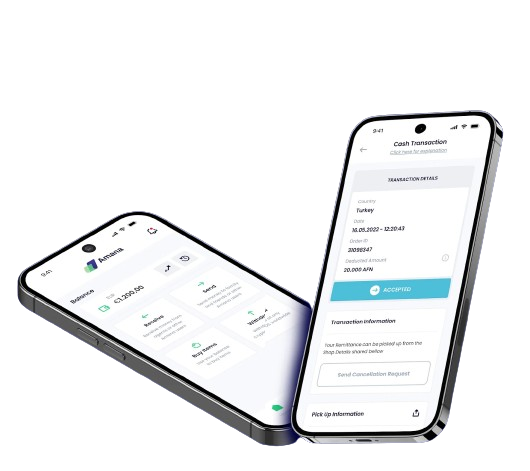 9:41
Amana
Balance
EUR
€1,200.00
Receive
Send
Buy Items
Withdraw
9:41
Cash Transaction
Click here for explanation
TRANSACTION DETAILS
Country
Turkey
Date
16.05.2022 - 12:20:43
Order ID
31098347
Deducted Amount
20.000 AFN
ACCEPTED
Transaction Information
Your Remittance can be picked up from the
Shop Details shared below
Send Cancellation Request
Pick Up Information